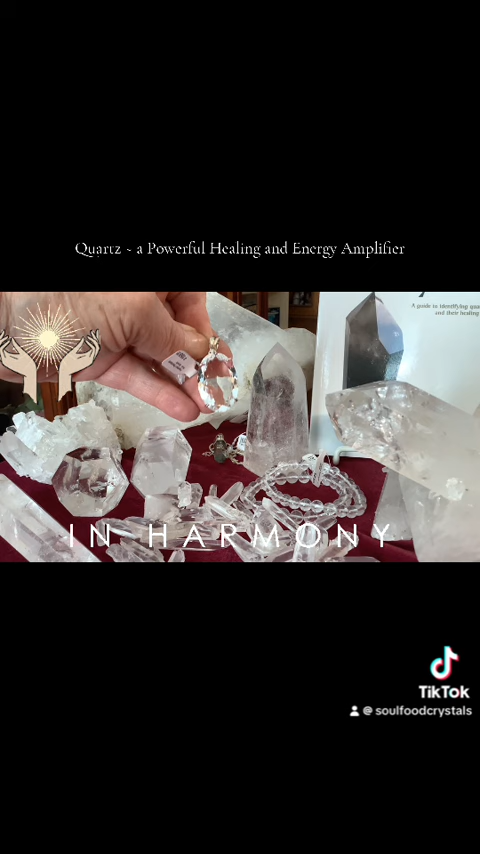 Quartz ~ a Powerful Healing and Energy Amplifier
A guide to identifying
and their healing
IN HARMONY
TikTok
@ soulfoodcrystals